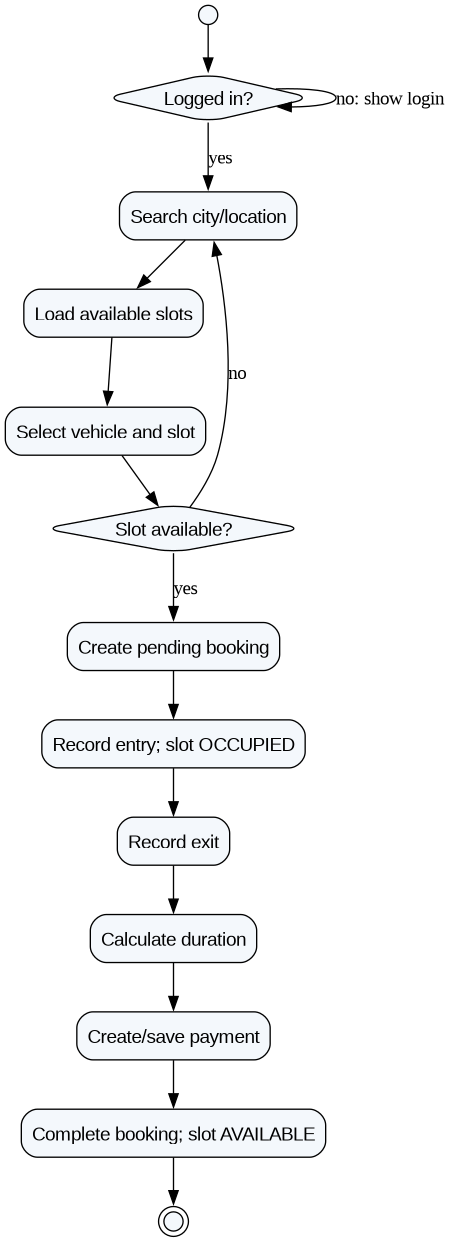 Logged in?
no: show login
yes
Search city/location
Load available slots
no
Select vehicle and slot
Slot available?
yes
Create pending booking
Record entry; slot OCCUPIED
Record exit
Calculate duration
Create/save payment
Complete booking; slot AVAILABLE